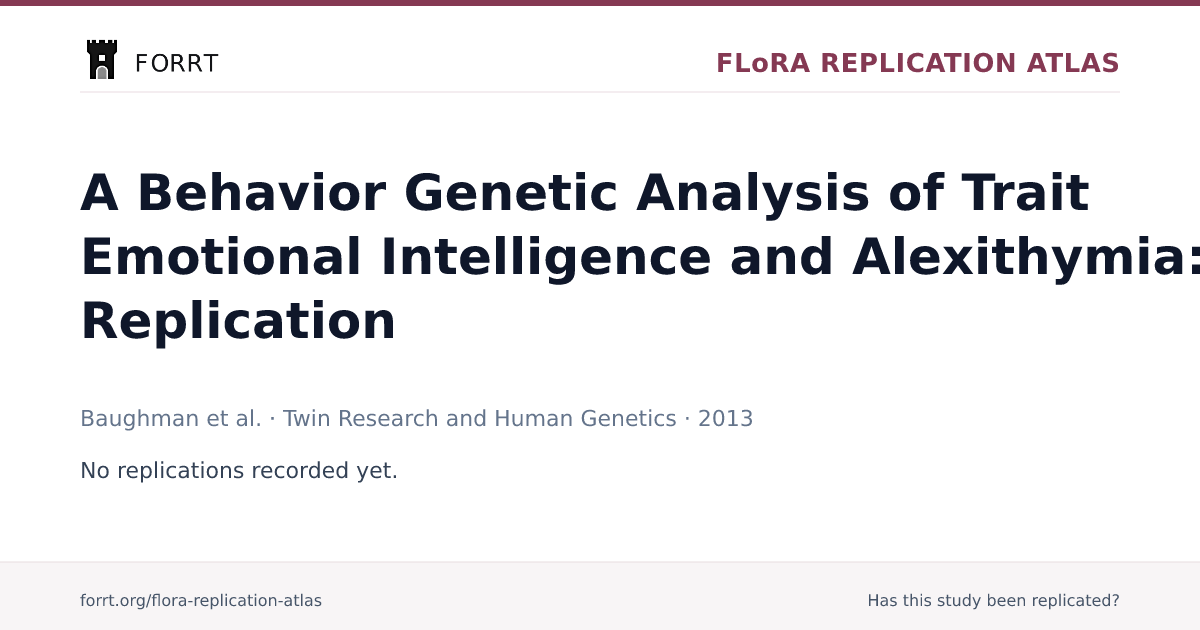 FORRT
FLoRA REPLICATION ATLAS
A Behavior Genetic Analysis of Trait
Emotional Intelligence and Alexithymia:
Replication
Baughman et al. · Twin Research and Human Genetics · 2013
No replications recorded yet.
forrt.org/flora-replication-atlas
Has this study been replicated?